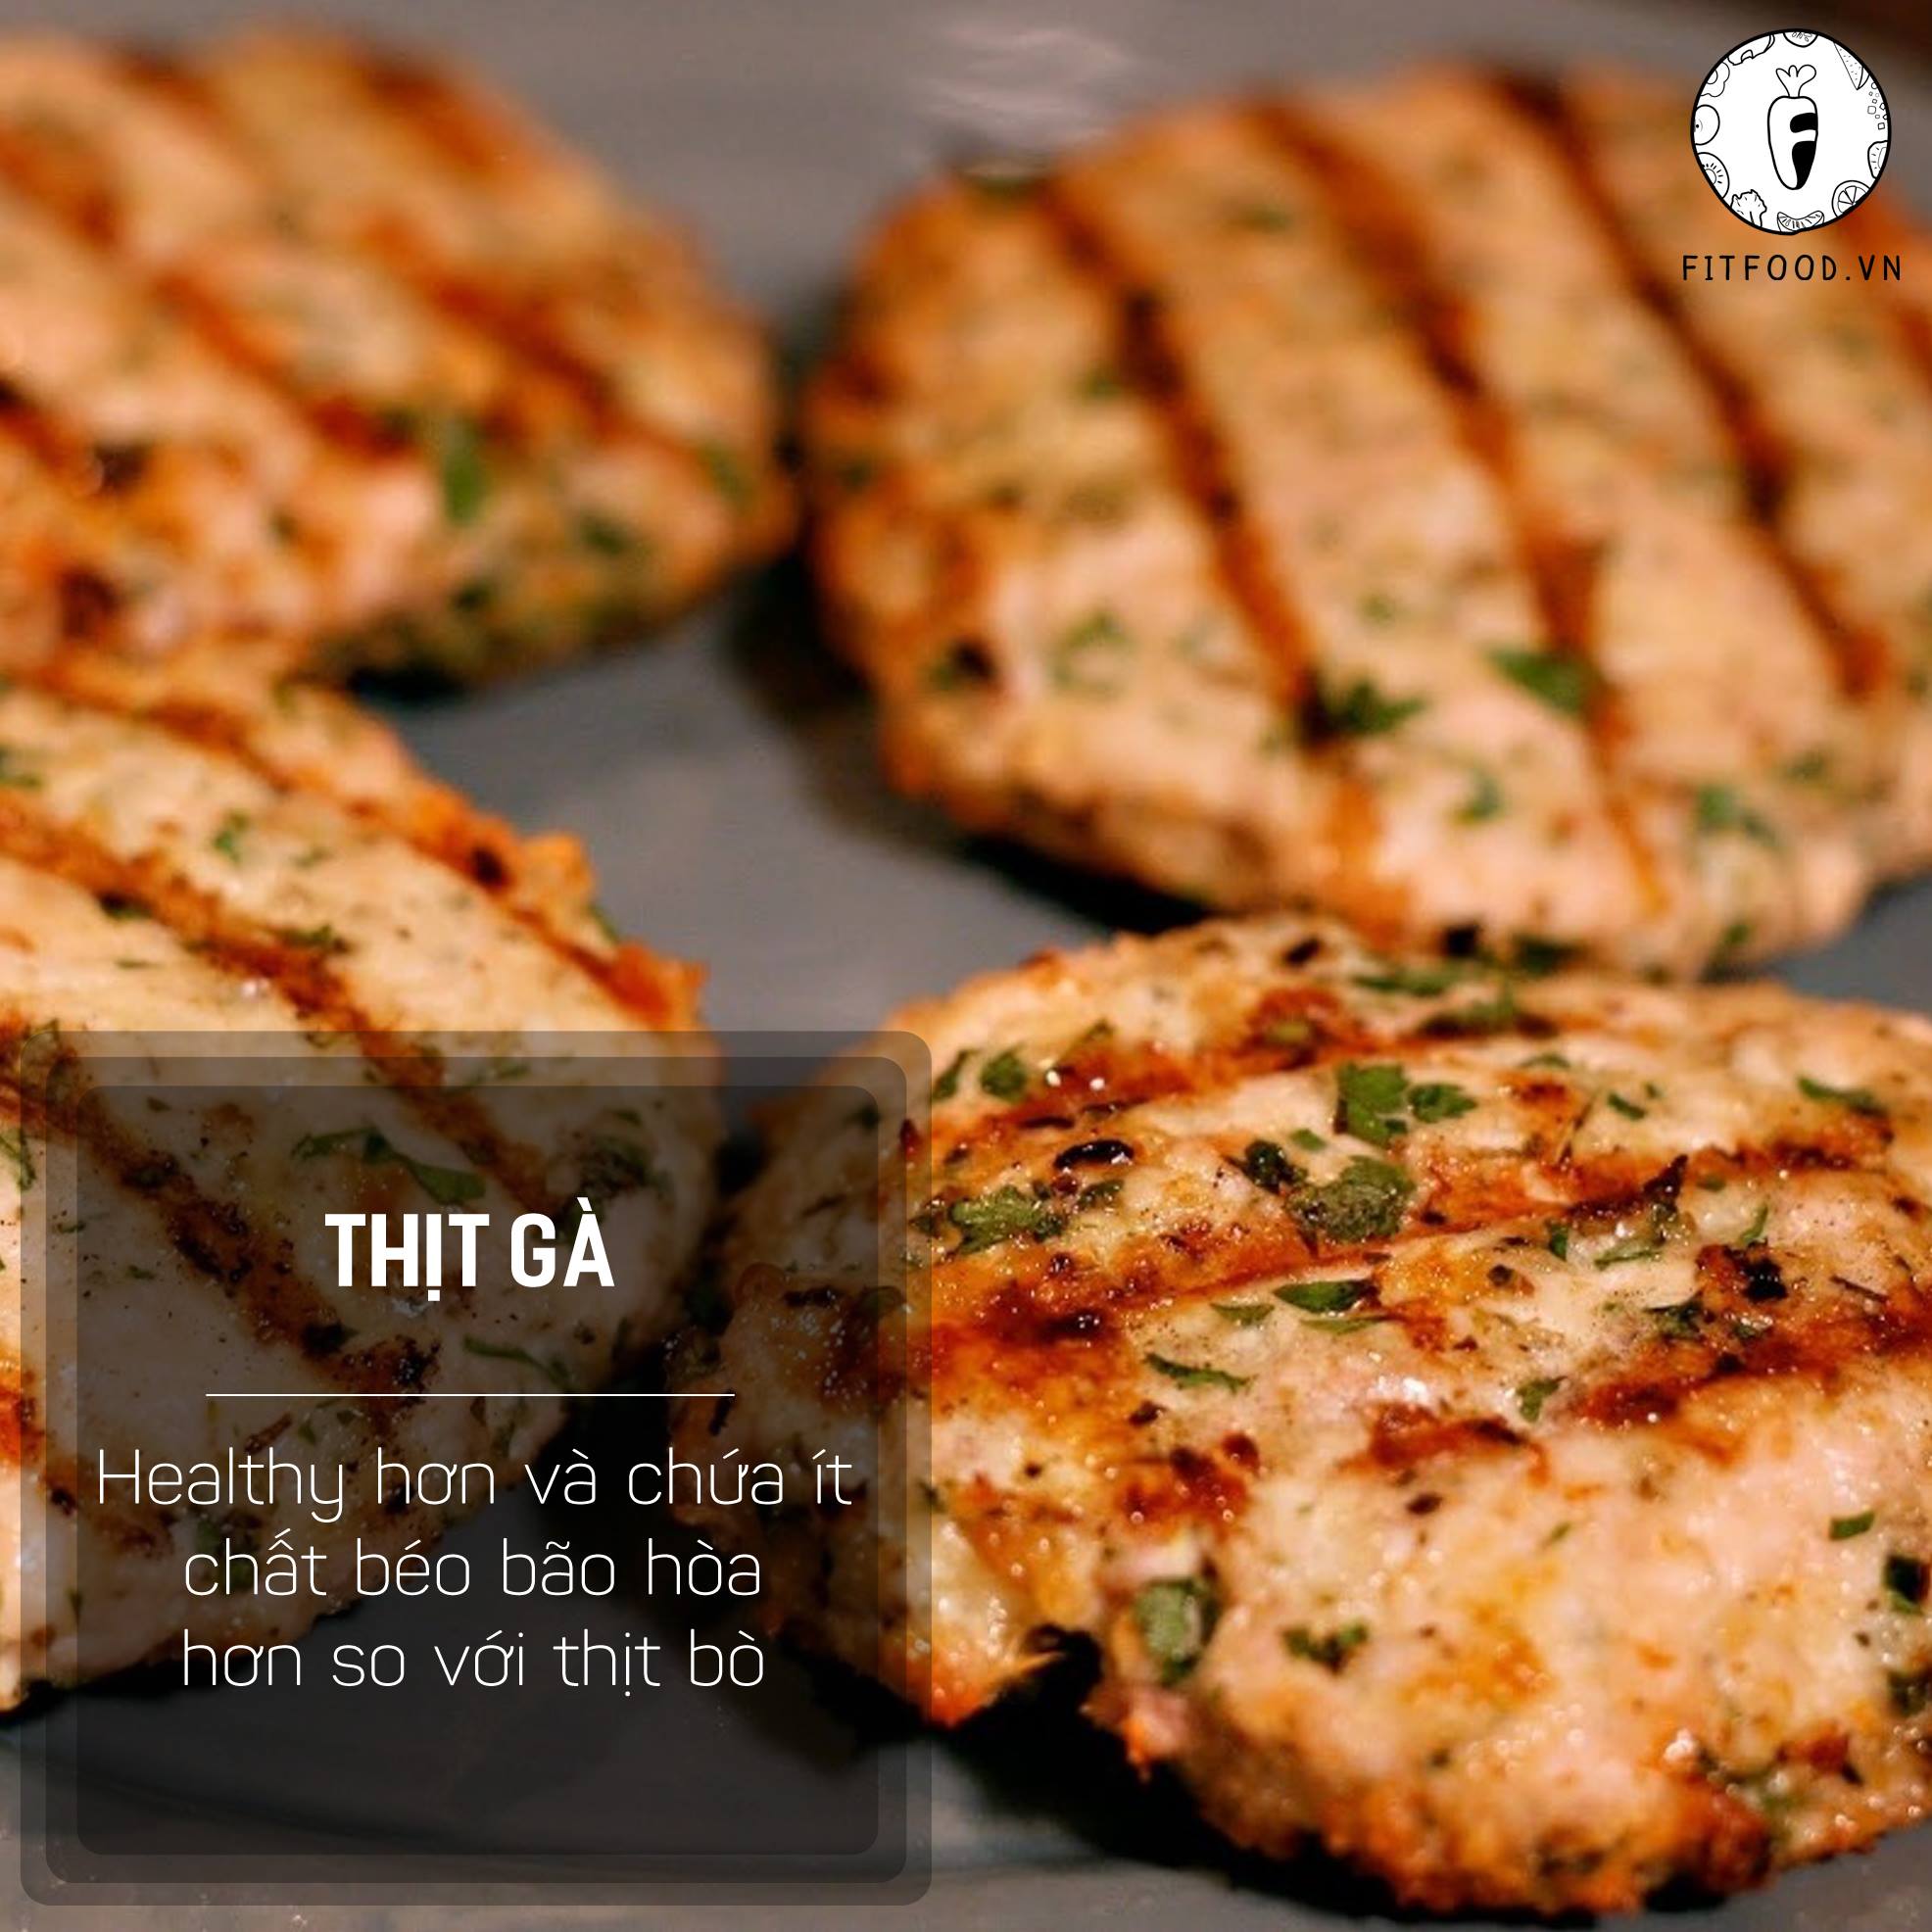 FITFOOD.VN
THỊT GÀ
Healthy hơn và chứa ít
chất béo bão hòa
hơn so với thịt bò